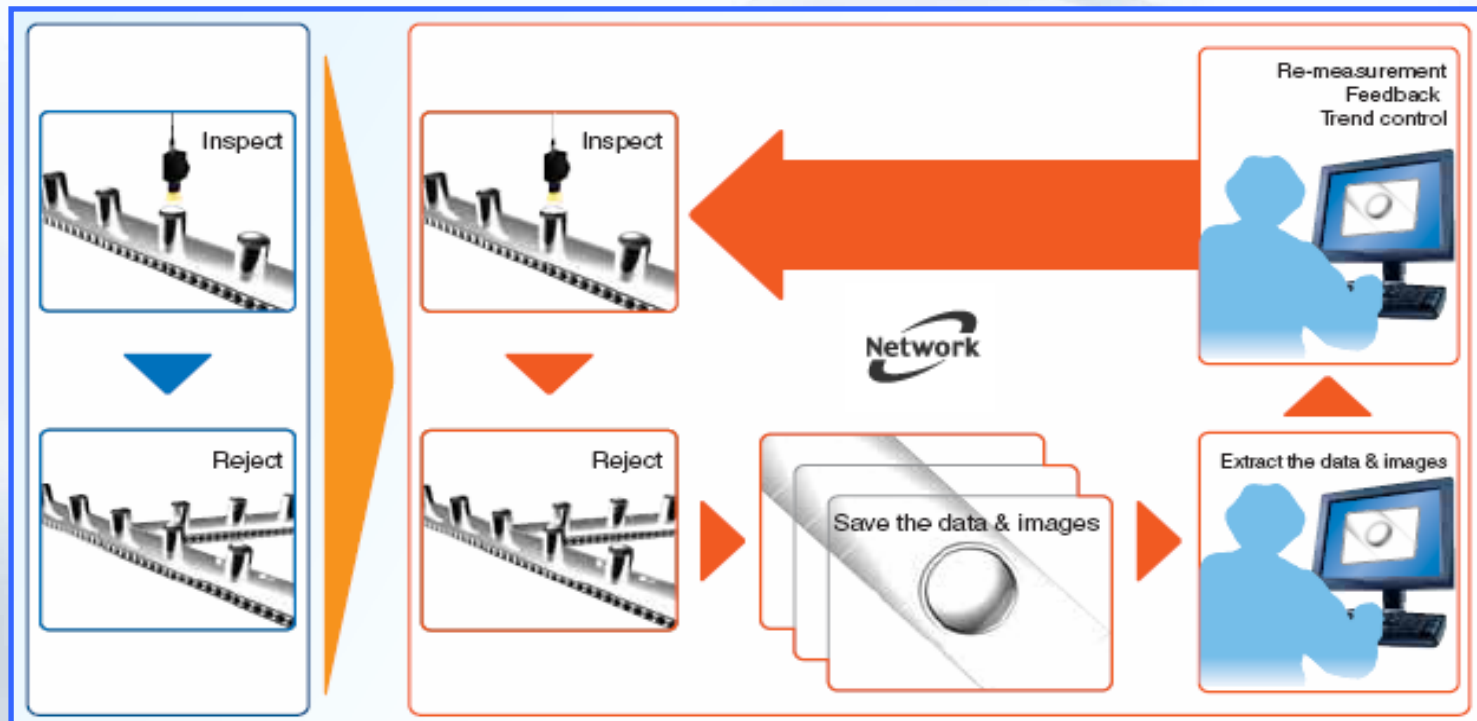 Inspect
Reject
Inspect
Reject
Save the data & images
Extract the data & images
Re-measurement
Feedback
Trend control
Network